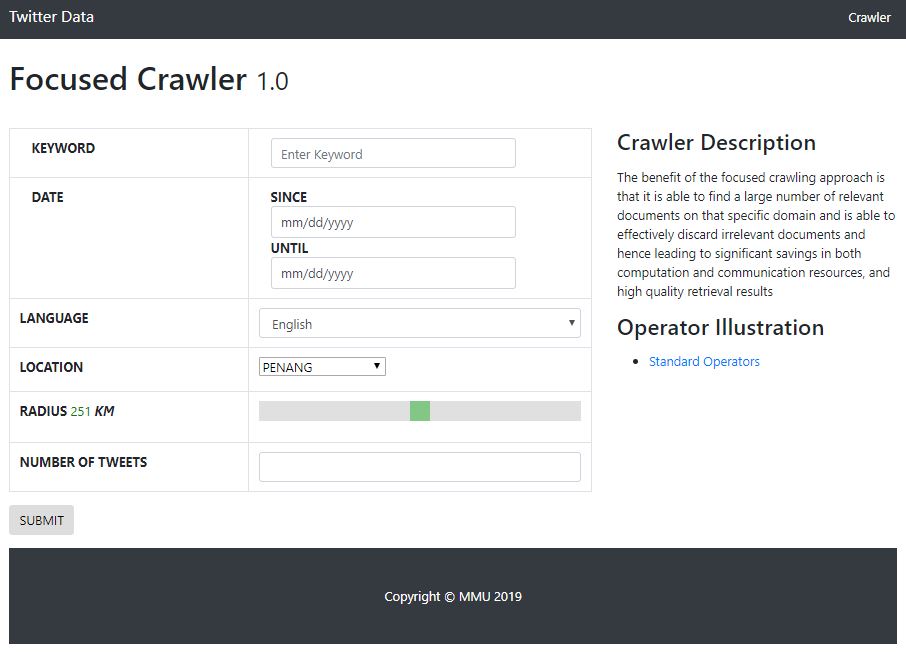 Twitter Data
Crawler
Focused Crawler 1.0
KEYWORD
Enter Keyword
DATE
SINCE
mm/dd/yyyy
UNTIL
mm/dd/yyyy
LANGUAGE
English
LOCATION
PENANG
RADIUS 251 KM
NUMBER OF TWEETS
SUBMIT
Crawler Description
The benefit of the focused crawling approach is
that it is able to find a large number of relevant
documents on that specific domain and is able to
effectively discard irrelevant documents and
hence leading to significant savings in both
computation and communication resources, and
high quality retrieval results
Operator Illustration
Standard Operators
Copyright © MMU 2019